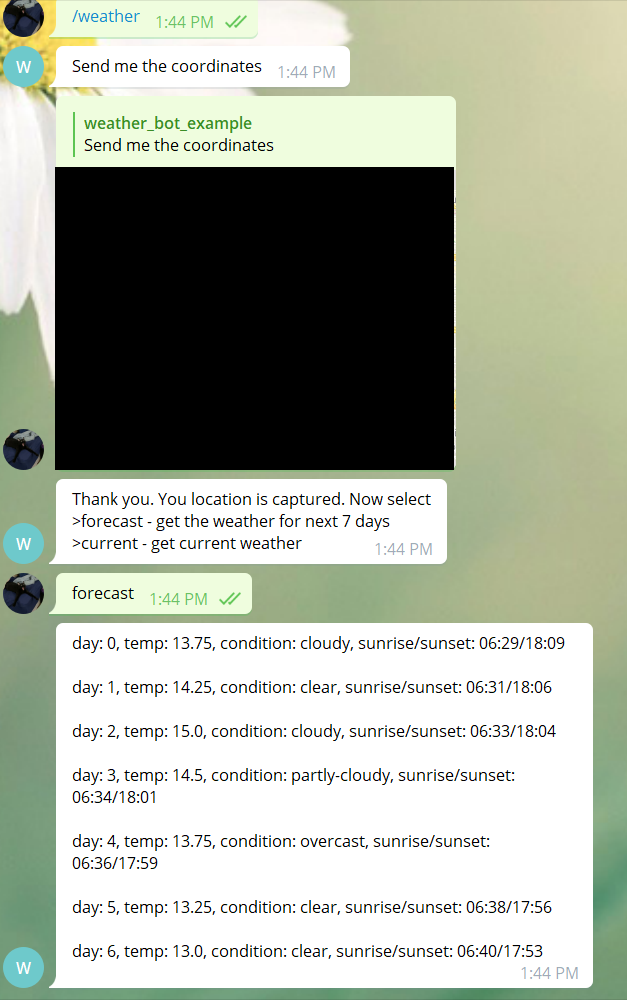 /weather 1:44 PM
W
Send me the coordinates 1:44 PM
weather_bot_example
Send me the coordinates
Thank you. You location is captured. Now select
>forecast - get the weather for next 7 days
>current - get current weather 1:44 PM
W
forecast 1:44 PM
day: 0, temp: 13.75, condition: cloudy, sunrise/sunset: 06:29/18:09
day: 1, temp: 14.25, condition: clear, sunrise/sunset: 06:31/18:06
day: 2, temp: 15.0, condition: cloudy, sunrise/sunset: 06:33/18:04
day: 3, temp: 14.5, condition: partly-cloudy, sunrise/sunset:
06:34/18:01
day: 4, temp: 13.75, condition: overcast, sunrise/sunset:
06:36/17:59
day: 5, temp: 13.25, condition: clear, sunrise/sunset: 06:38/17:56
day: 6, temp: 13.0, condition: clear, sunrise/sunset: 06:40/17:53
W
1:44 PM